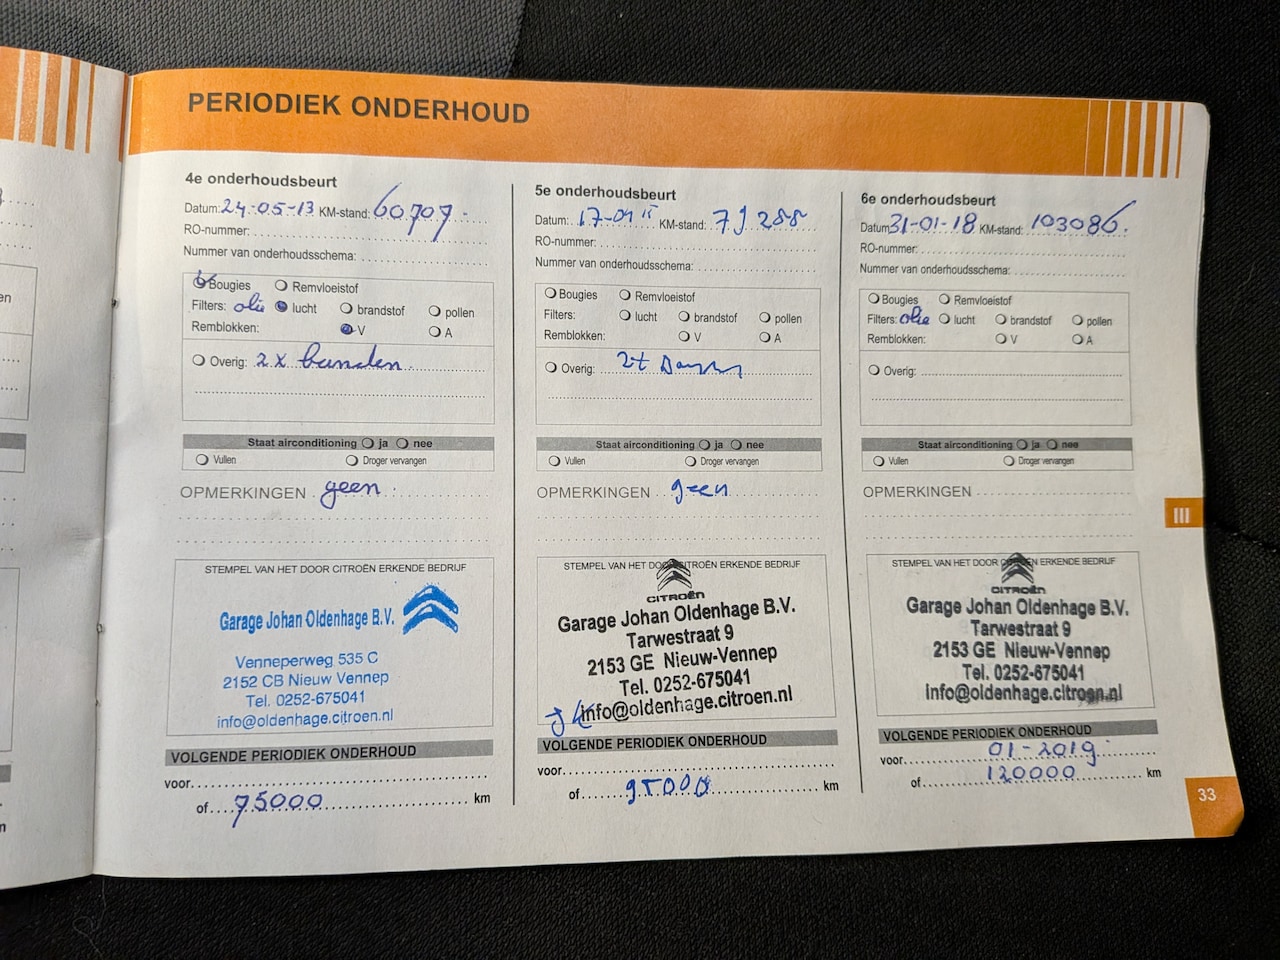 PERIODIEK ONDERHOUD
4e onderhoudsbeurt
Datum: 24-05-13 KM-stand: 60707
RO-nummer:
Nummer van onderhoudsschema:
Bougies Remvloeistof
Filters: olie lucht brandstof pollen
Remblokken: V A
Overig: 2x banden
Staat airconditioning ja nee
Vullen Droger vervangen
OPMERKINGEN geen
STEMPEL VAN HET DOOR CITROËN ERKENDE BEDRIJF
Garage Johan Oldenhage B.V.
Venneperweg 535 C
2152 CB Nieuw Vennep
Tel. 0252-675041
info@oldenhage.citroen.nl
VOLGENDE PERIODIEK ONDERHOUD
voor
of 75000 km
5e onderhoudsbeurt
Datum: KM-stand: 79288
RO-nummer:
Nummer van onderhoudsschema:
Bougies Remvloeistof
Filters: lucht brandstof pollen
Remblokken: V A
Overig:
Staat airconditioning ja nee
Vullen Droger vervangen
OPMERKINGEN geen
STEMPEL VAN HET DOOR CITROËN ERKENDE BEDRIJF
CITROËN
Garage Johan Oldenhage B.V.
Tarwestraat 9
2153 GE Nieuw-Vennep
Tel. 0252-675041
info@oldenhage.citroen.nl
VOLGENDE PERIODIEK ONDERHOUD
voor
of 95000 km
6e onderhoudsbeurt
Datum 31-01-18 KM-stand: 103086.
RO-nummer:
Nummer van onderhoudsschema:
Bougies Remvloeistof
Filters: olie lucht brandstof pollen
Remblokken: V A
Overig:
Staat airconditioning ja nee
Vullen Droger vervangen
OPMERKINGEN
STEMPEL VAN HET DOOR CITROËN ERKENDE BEDRIJF
CITROËN
Garage Johan Oldenhage B.V.
Tarwestraat 9
2153 GE Nieuw-Vennep
Tel. 0252-675041
info@oldenhage.citroen.nl
VOLGENDE PERIODIEK ONDERHOUD
voor 01-2019
of 120000 km
III
33